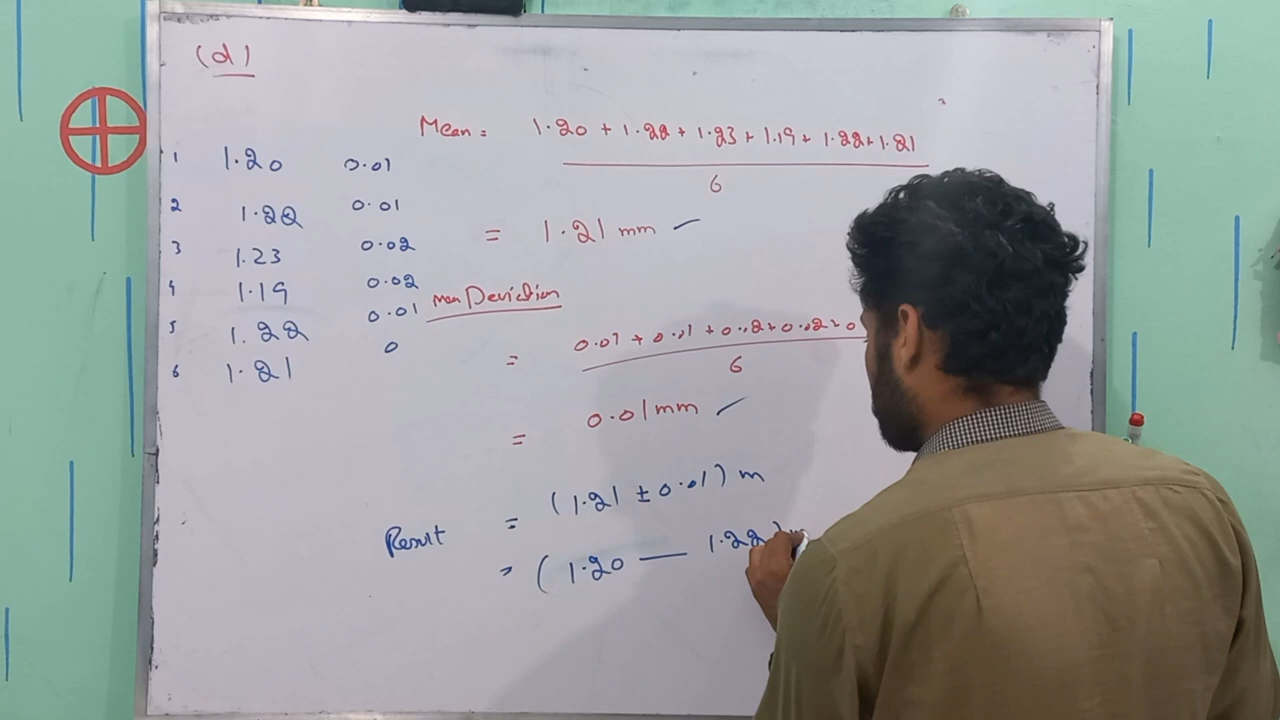 (d)
Mean = 1.20 + 1.22 + 1.23 + 1.19 + 1.22 + 1.21
6
= 1.21 mm
1 1.20 0.01
2 1.22 0.01
3 1.23 0.02
4 1.19 0.02
5 1.22 0.01
6 1.21 0
Deviation
= 0.01 + 0.01 + 0.02 + 0.02 + 0
6
= 0.01 mm
Result = (1.21 ± 0.01) m
= (1.20 — 1.22)